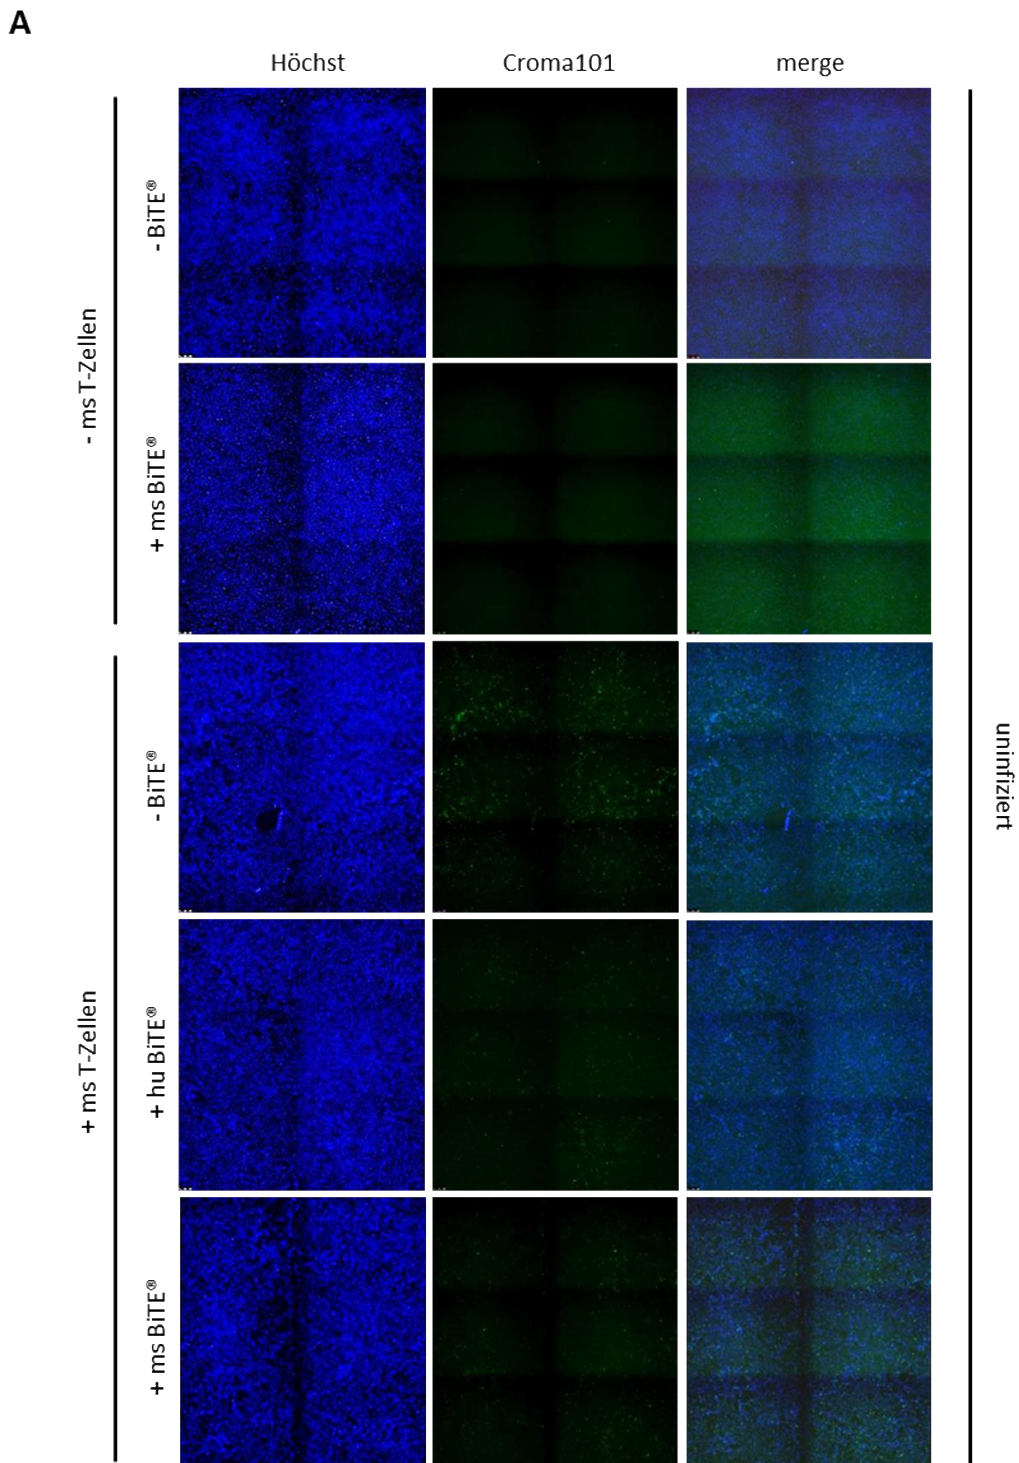 A
Höchst Croma101 merge
- ms T-Zellen
- BiTE®
+ ms BiTE®
+ ms T-Zellen
- BiTE®
+ hu BiTE®
+ ms BiTE®
uninfiziert